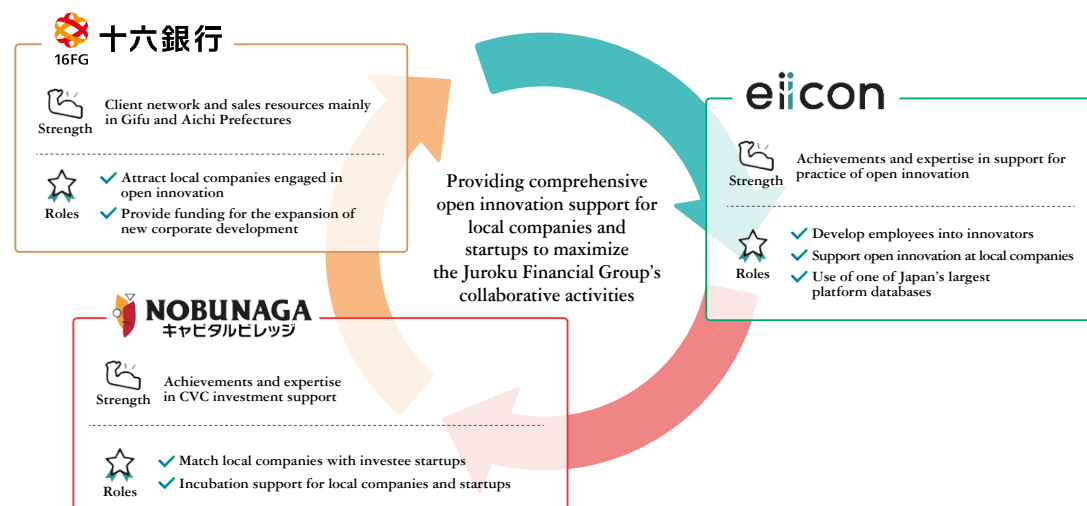 16FG
十六銀行
Strength
Client network and sales resources mainly
in Gifu and Aichi Prefectures
Roles
Attract local companies engaged in
open innovation
Provide funding for the expansion of
new corporate development
eiicon
Strength
Achievements and expertise in support for
practice of open innovation
Roles
Develop employees into innovators
Support open innovation at local companies
Use of one of Japan's largest
platform databases
Providing comprehensive
open innovation support for
local companies and
startups to maximize
the Juroku Financial Group's
collaborative activities
NOBUNAGA
キャピタルビレッジ
Strength
Achievements and expertise
in CVC investment support
Roles
Match local companies with investee startups
Incubation support for local companies and startups